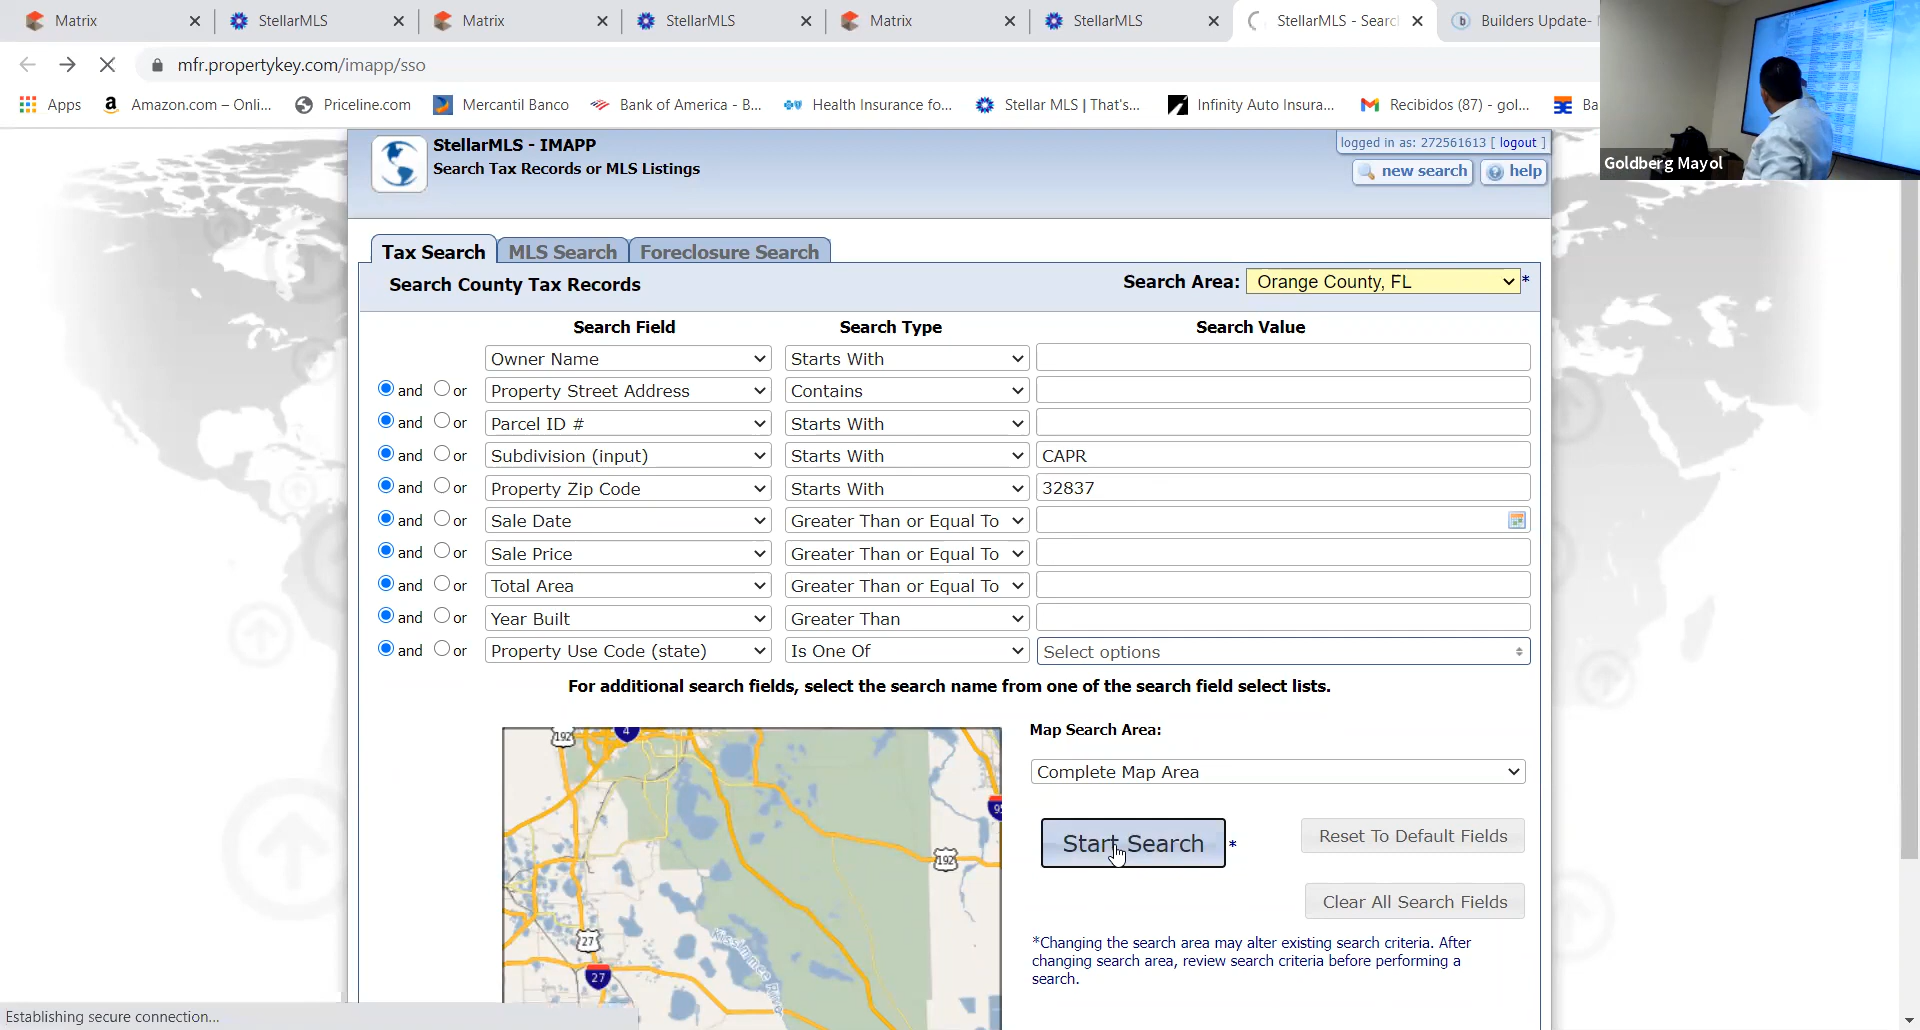 Matrix
StellarMLS
Matrix
StellarMLS
Matrix
StellarMLS
StellarMLS - Searc
Builders Update-
mfr.propertykey.com/imapp/sso
Apps
Amazon.com – Onli...
Priceline.com
Mercantil Banco
Bank of America - B...
Health Insurance fo...
Stellar MLS | That's...
Infinity Auto Insura...
Recibidos (87) - gol...
Ba
Goldberg Mayol
StellarMLS - IMAPP
Search Tax Records or MLS Listings
logged in as: 272561613 [ logout ]
new search
help
Tax Search
MLS Search
Foreclosure Search
Search County Tax Records
Search Area:
Orange County, FL
*
Search Field
Search Type
Search Value
Owner Name
Starts With
and or
Property Street Address
Contains
and or
Parcel ID #
Starts With
and or
Subdivision (input)
Starts With
CAPR
and or
Property Zip Code
Starts With
32837
and or
Sale Date
Greater Than or Equal To
and or
Sale Price
Greater Than or Equal To
and or
Total Area
Greater Than or Equal To
and or
Year Built
Greater Than
and or
Property Use Code (state)
Is One Of
Select options
For additional search fields, select the search name from one of the search field select lists.
192
4
192
27
27
Kissimmee River
Map Search Area:
Complete Map Area
Start Search
*
Reset To Default Fields
Clear All Search Fields
*Changing the search area may alter existing search criteria. After
changing search area, review search criteria before performing a
search.
Establishing secure connection...